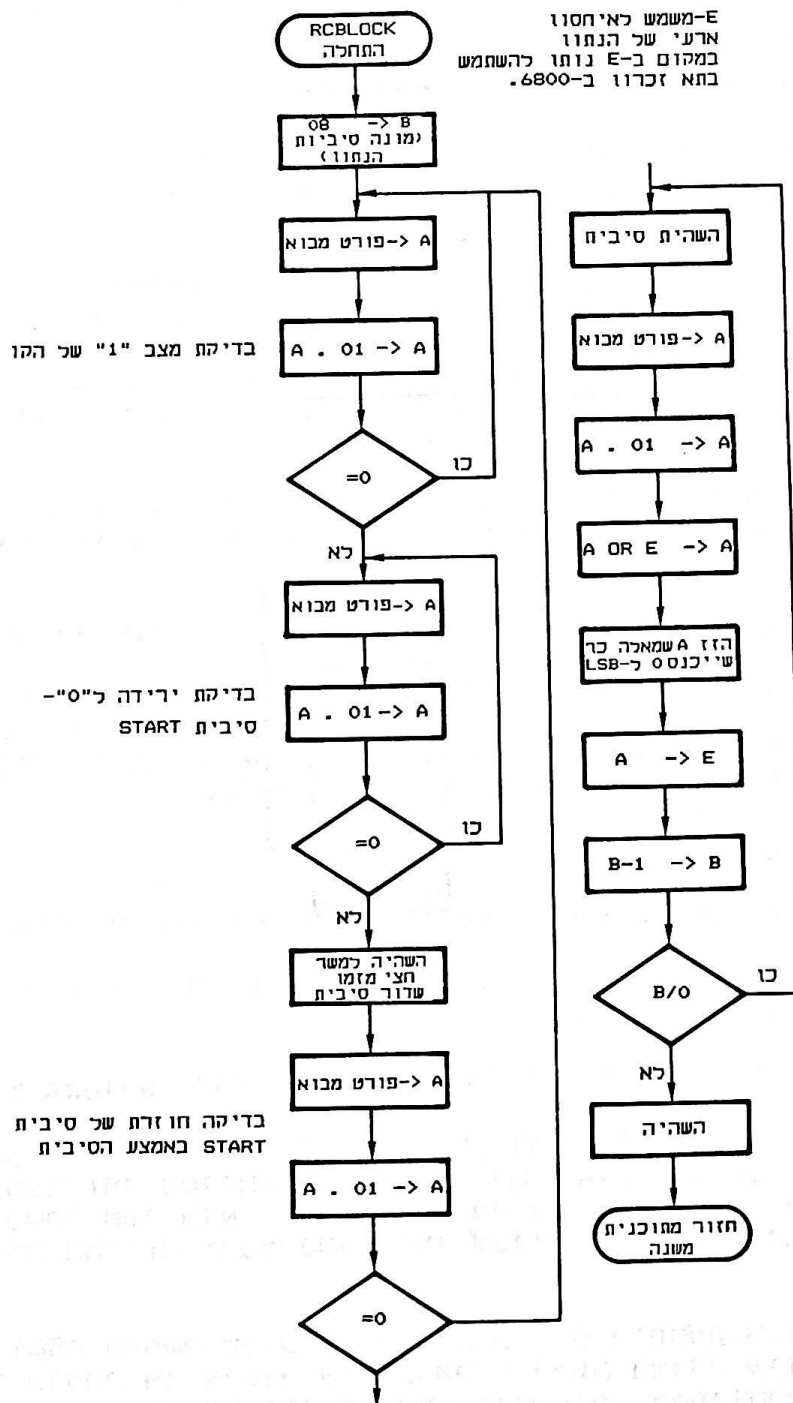 RCBLOCK
התחלה
E-משמש לאיחסון
ארעי של הנתון
במקום ב-E ניתן להשתמש
בתא זכרון ב-6800.
08 -> B
(מונה סיביות
הנתון)
פורט מבוא-> A
A . 01 -> A
בדיקת מצב "1" של הקו
=0
כן
לא
פורט מבוא-> A
A . 01 -> A
בדיקת ירידה ל"0"-
סיבית START
=0
כן
לא
השהיה למשך
חצי מזמן
שדור סיבית
פורט מבוא-> A
A . 01 -> A
בדיקה חוזרת של סיבית
START באמצע הסיבית
=0
השהית סיבית
פורט מבוא-> A
A . 01 -> A
A OR E -> A
הזז A שמאלה כך
שייכנס 0 ל-LSB
A -> E
B-1 -> B
B/0
כן
לא
השהיה
חזור מתוכנית
משנה